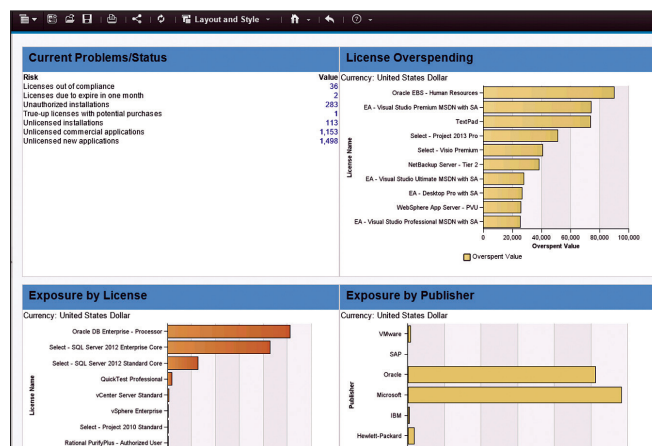 Layout and Style
Current Problems/Status
License Overspending
Risk Value
Licenses out of compliance 36
Licenses due to expire in one month 2
Unauthorized installations 283
True-up licenses with potential purchases 1
Unlicensed installations 113
Unlicensed commercial applications 1,153
Unlicensed new applications 1,498
Currency: United States Dollar
License Name
Oracle EBS - Human Resources
EA - Visual Studio Premium MSDN with SA
TextPad
Select - Project 2013 Pro
Select - Visio Premium
NetBackup Server - Tier 2
EA - Visual Studio Ultimate MSDN with SA
EA - Desktop Pro with SA
WebSphere App Server - PVU
EA - Visual Studio Professional MSDN with SA
0 20,000 40,000 60,000 80,000 100,000
Overspent Value
Overspent Value
Exposure by License
Currency: United States Dollar
License Name
Oracle DB Enterprise - Processor
Select - SQL Server 2012 Enterprise Core
Select - SQL Server 2012 Standard Core
QuickTest Professional
vCenter Server Standard
vSphere Enterprise
Select - Project 2010 Standard
Rational PurifyPlus - Authorized User
Exposure by Publisher
Currency: United States Dollar
Publisher
VMware
SAP
Oracle
Microsoft
IBM
Hewlett-Packard